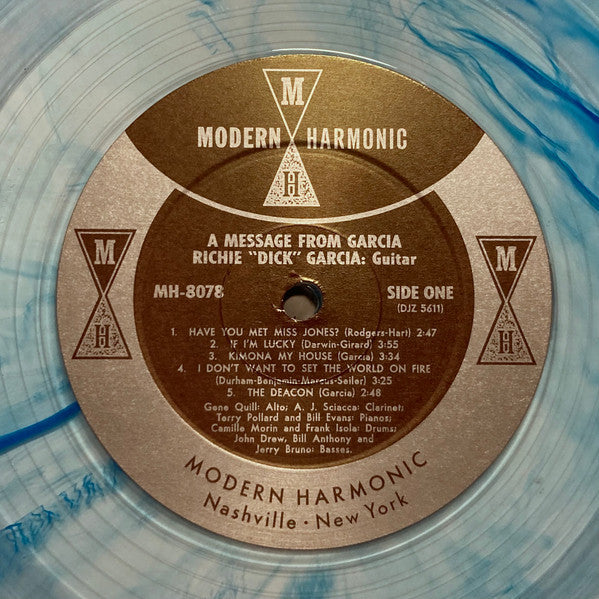 M
MODERN HARMONIC
H
A MESSAGE FROM GARCIA
RICHIE "DICK" GARCIA: Guitar
M
H
M
H
MH-8078 SIDE ONE
(DJZ 5611)
1. HAVE YOU MET MISS JONES? (Rodgers-Hart) 2:47
2. IF I'M LUCKY (Darwin-Girard) 3:55
3. KIMONA MY HOUSE (Garcia) 3:34
4. I DON'T WANT TO SET THE WORLD ON FIRE
(Durham-Benjamin-Marcus-Seiler) 3:25
5. THE DEACON (Garcia) 2:48
Gene Quill: Alto; A. J. Sciacca: Clarinet;
Terry Pollard and Bill Evans: Pianos;
Camille Morin and Frank Isola: Drums;
John Drew, Bill Anthony and
Jerry Bruno: Basses.
MODERN HARMONIC
Nashville · New York